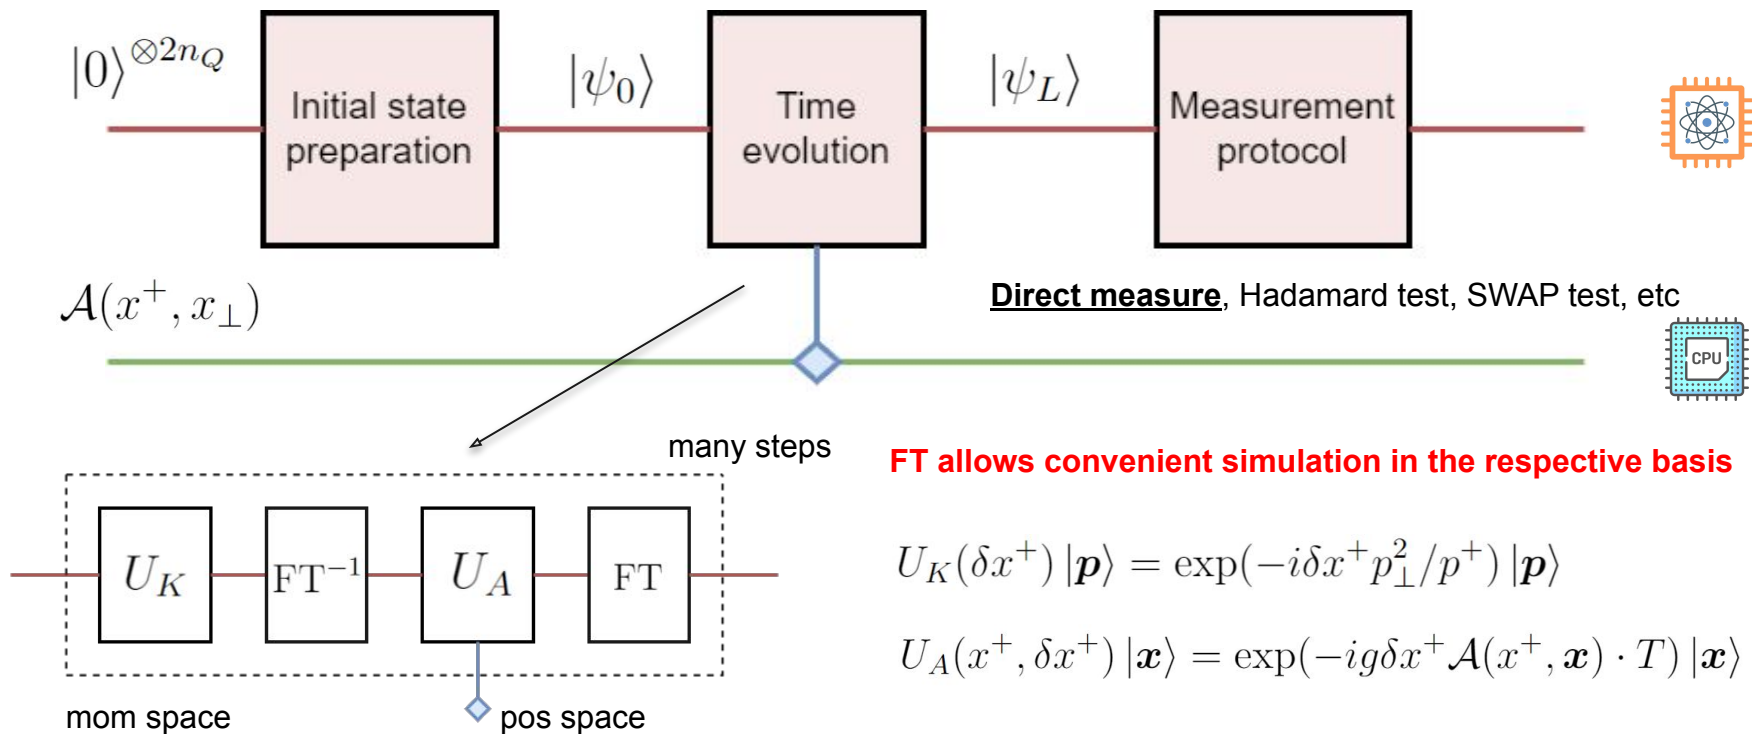 |0⟩^{⊗2n_Q}
Initial state
preparation
|ψ_0⟩
Time
evolution
|ψ_L⟩
Measurement
protocol
𝒜(x^+, x_⊥)
Direct measure, Hadamard test, SWAP test, etc
CPU
many steps
FT allows convenient simulation in the respective basis
U_K
FT^{-1}
U_A
FT
U_K(δx^+) |p⟩ = exp(−iδx^+ p_⊥^2/p^+) |p⟩
U_A(x^+, δx^+) |x⟩ = exp(−igδx^+ 𝒜(x^+, x) · T) |x⟩
mom space
pos space